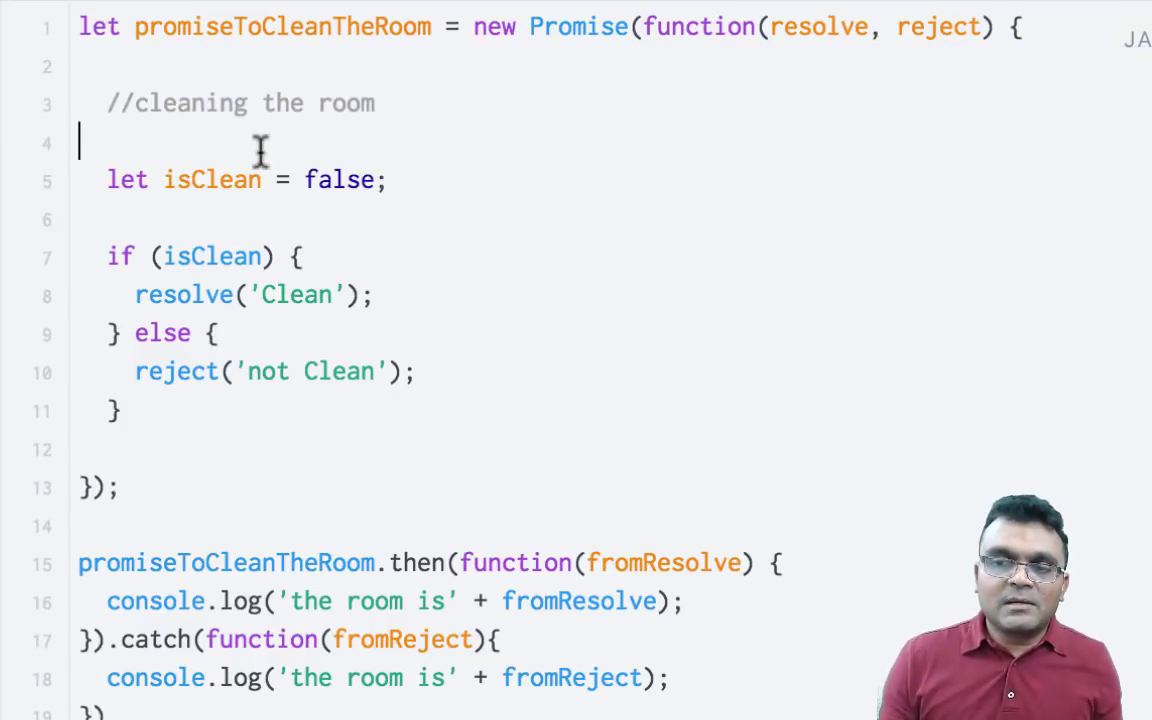 1 let promiseToCleanTheRoom = new Promise(function(resolve, reject) {
JA
2
3 //cleaning the room
4
5 let isClean = false;
6
7 if (isClean) {
8 resolve('Clean');
9 } else {
10 reject('not Clean');
11 }
12
13 });
14
15 promiseToCleanTheRoom.then(function(fromResolve) {
16 console.log('the room is' + fromResolve);
17 }).catch(function(fromReject){
18 console.log('the room is' + fromReject);
19 })